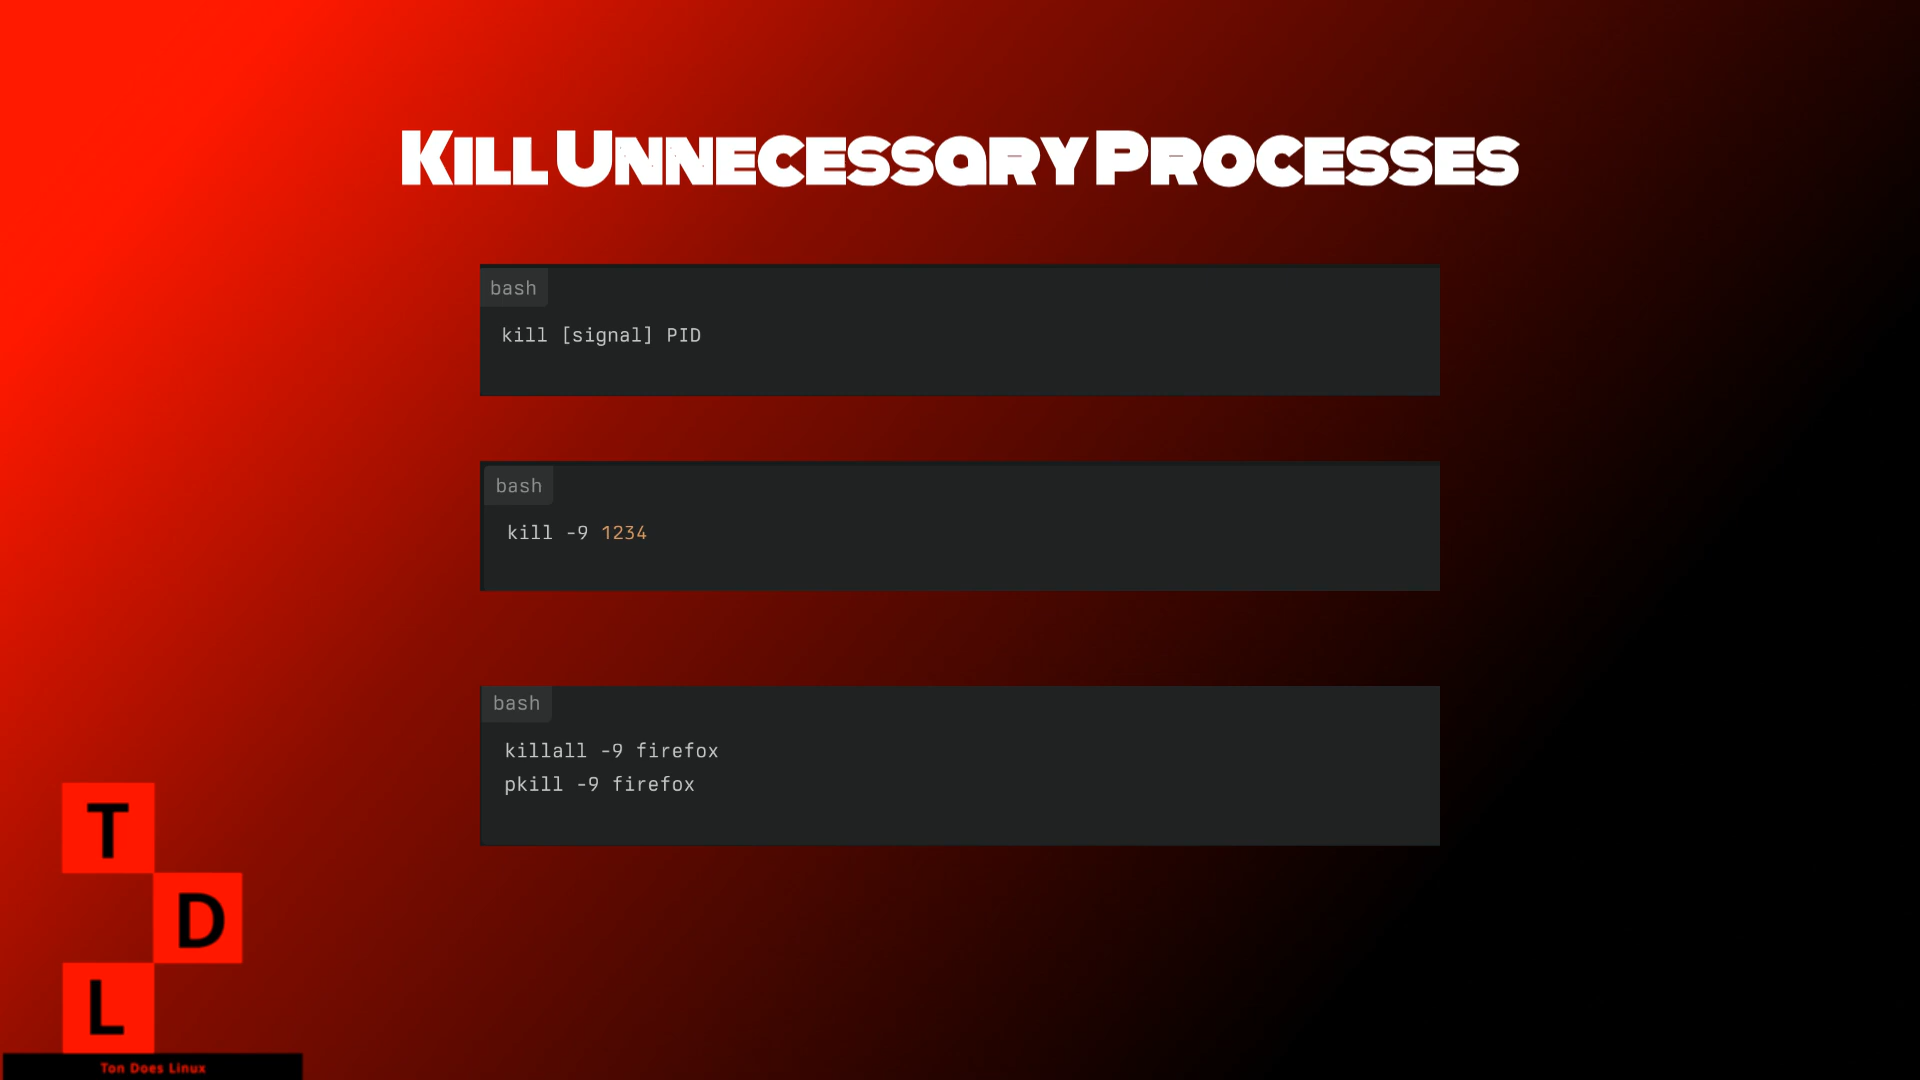 Kill Unnecessary Processes
bash
kill [signal] PID
bash
kill -9 1234
bash
killall -9 firefox
pkill -9 firefox
T
D
L
Ton Does Linux